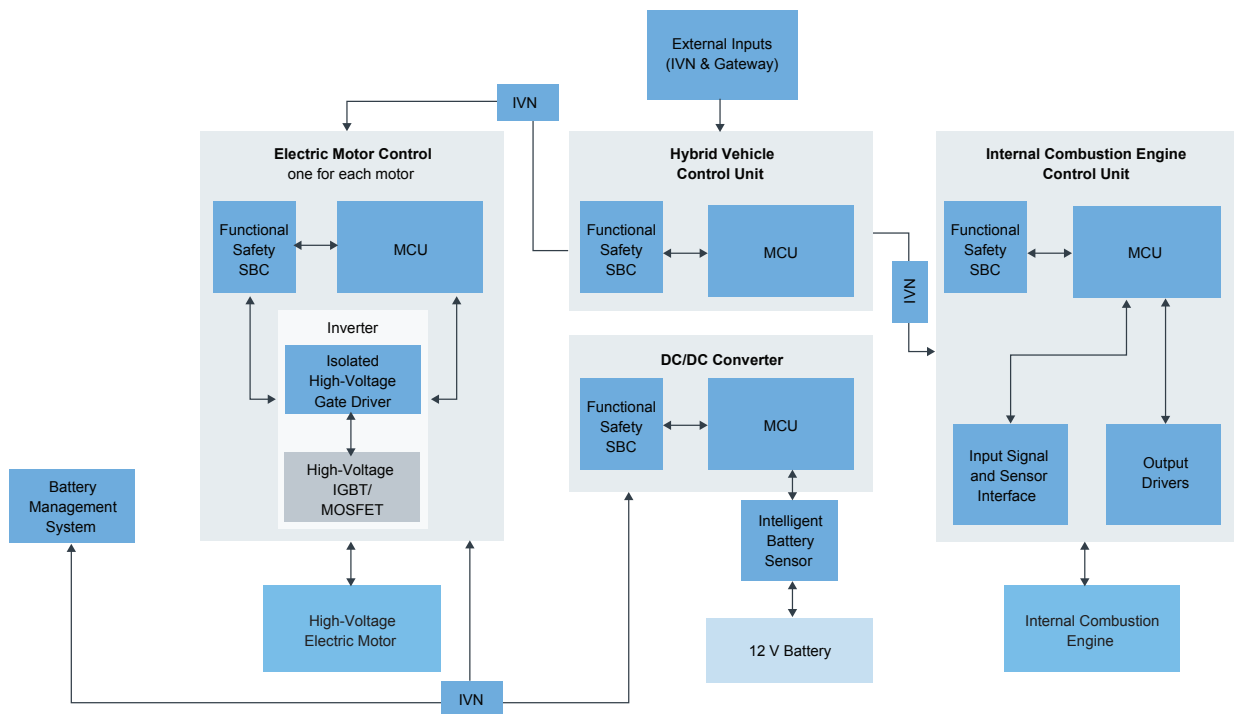 External Inputs
(IVN & Gateway)
IVN
Electric Motor Control
one for each motor
Functional
Safety
SBC
MCU
Inverter
Isolated
High-Voltage
Gate Driver
High-Voltage
IGBT/
MOSFET
Hybrid Vehicle
Control Unit
Functional
Safety
SBC
MCU
IVN
Internal Combustion Engine
Control Unit
Functional
Safety
SBC
MCU
Input Signal
and Sensor
Interface
Output
Drivers
DC/DC Converter
Functional
Safety
SBC
MCU
Battery
Management
System
Intelligent
Battery
Sensor
High-Voltage
Electric Motor
12 V Battery
Internal Combustion
Engine
IVN